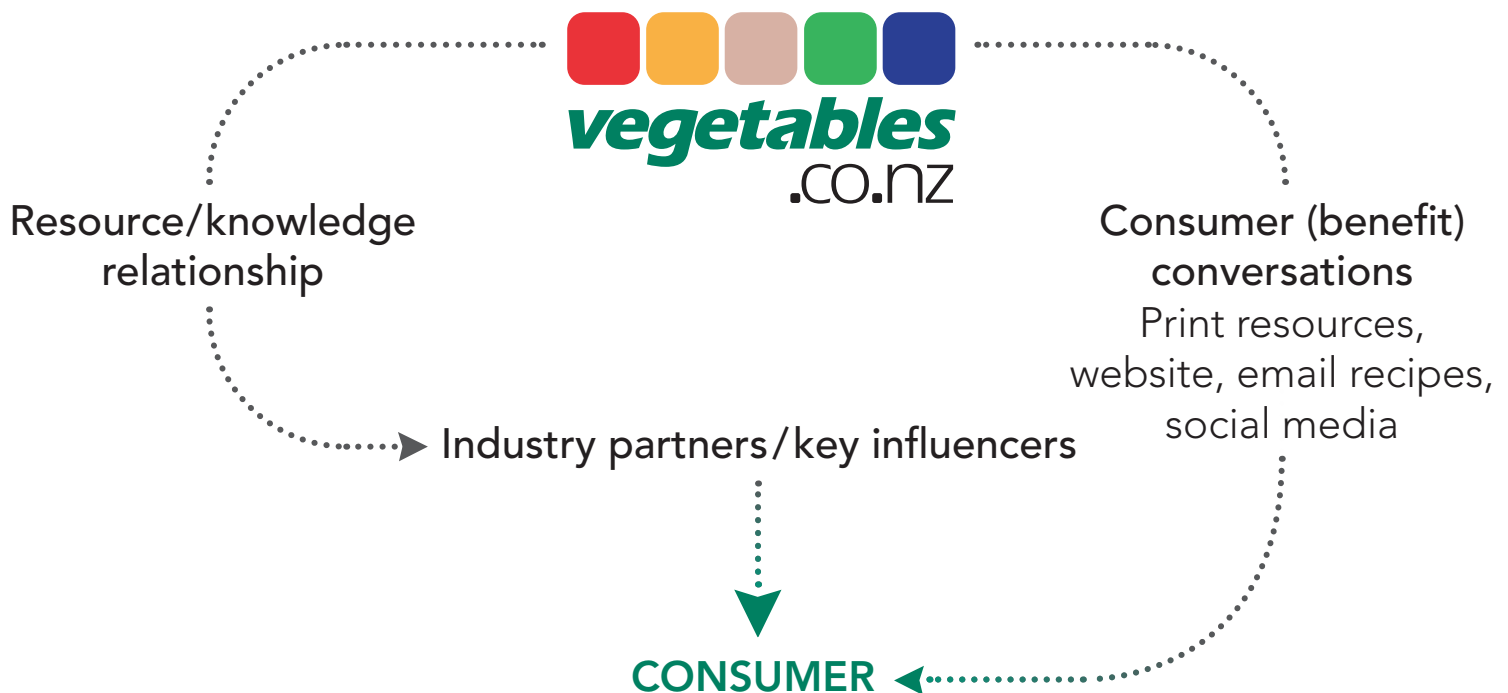 vegetables
.co.nz
Resource/knowledge
relationship
Consumer (benefit)
conversations
Print resources,
website, email recipes,
social media
Industry partners/key influencers
CONSUMER